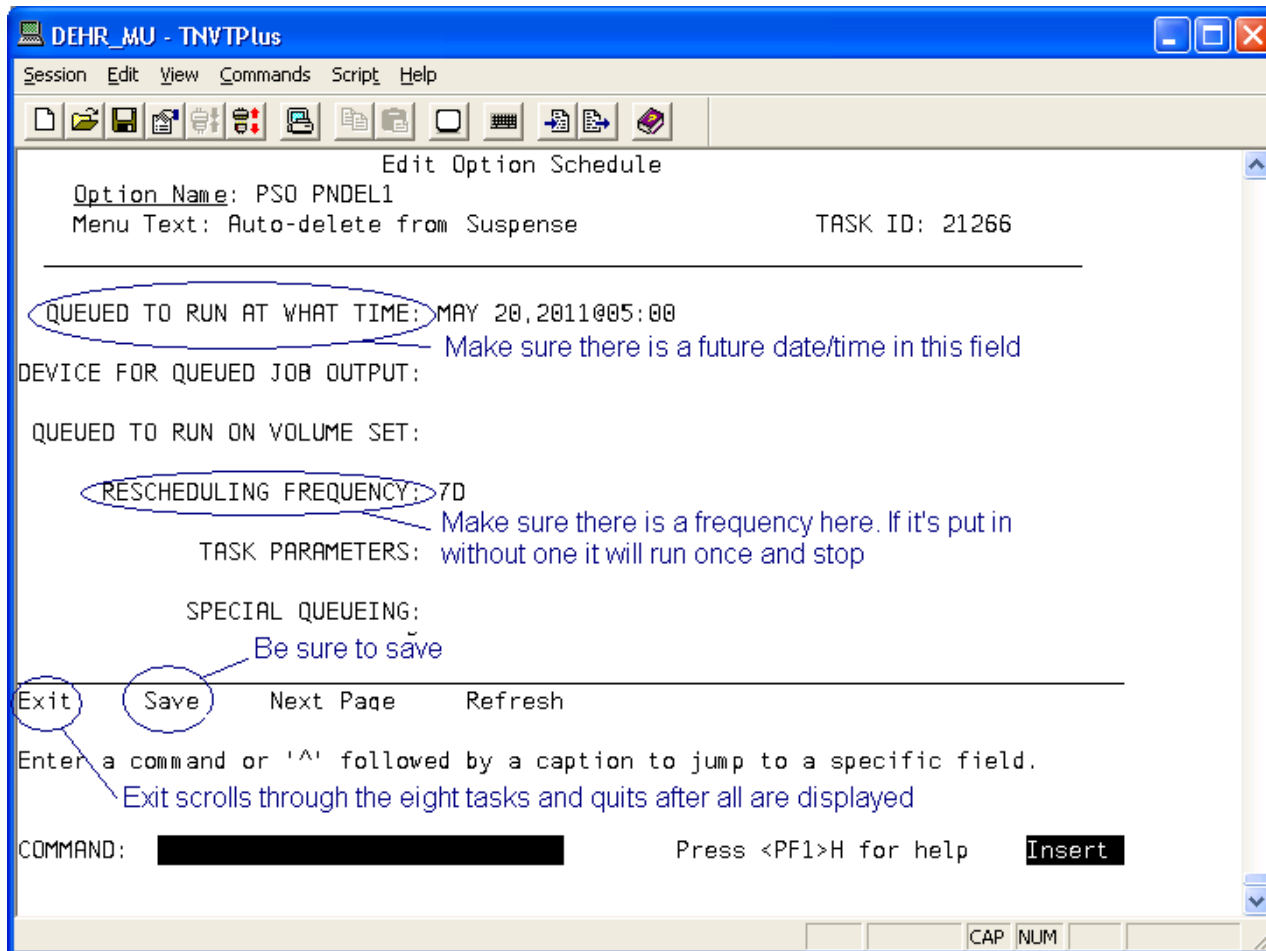 DEHR_MU - TNVTPlus
Session Edit View Commands Script Help
Edit Option Schedule
Option Name: PSO PNDEL1
Menu Text: Auto-delete from Suspense TASK ID: 21266
QUEUED TO RUN AT WHAT TIME: MAY 20,2011@05:00
Make sure there is a future date/time in this field
DEVICE FOR QUEUED JOB OUTPUT:
QUEUED TO RUN ON VOLUME SET:
RESCHEDULING FREQUENCY: 7D
Make sure there is a frequency here. If it's put in
TASK PARAMETERS: without one it will run once and stop
SPECIAL QUEUEING:
Be sure to save
Exit Save Next Page Refresh
Enter a command or '^' followed by a caption to jump to a specific field.
Exit scrolls through the eight tasks and quits after all are displayed
COMMAND: Press <PF1>H for help Insert
CAP NUM